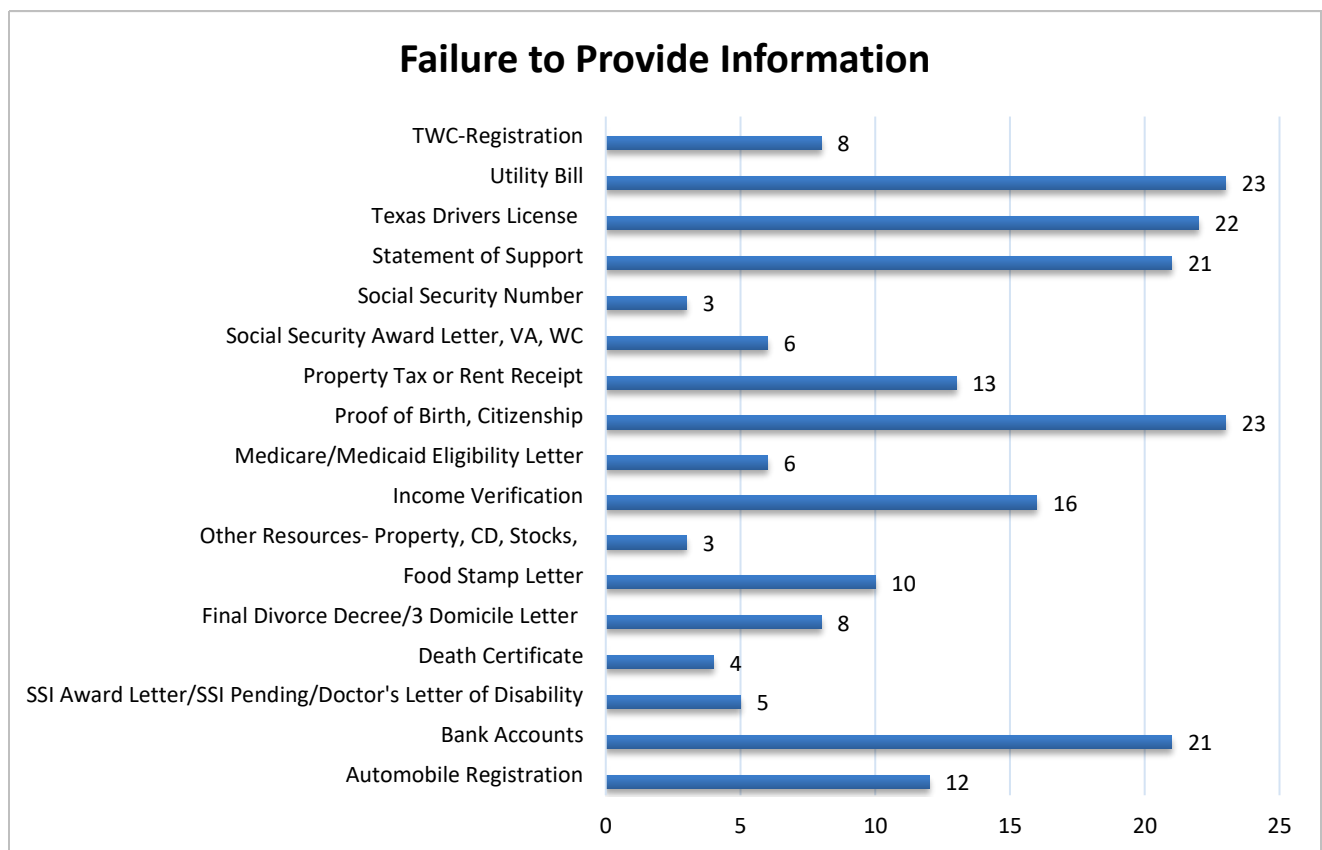 Failure to Provide Information
TWC-Registration 8
Utility Bill 23
Texas Drivers License 22
Statement of Support 21
Social Security Number 3
Social Security Award Letter, VA, WC 6
Property Tax or Rent Receipt 13
Proof of Birth, Citizenship 23
Medicare/Medicaid Eligibility Letter 6
Income Verification 16
Other Resources- Property, CD, Stocks, 3
Food Stamp Letter 10
Final Divorce Decree/3 Domicile Letter 8
Death Certificate 4
SSI Award Letter/SSI Pending/Doctor's Letter of Disability 5
Bank Accounts 21
Automobile Registration 12
0 5 10 15 20 25